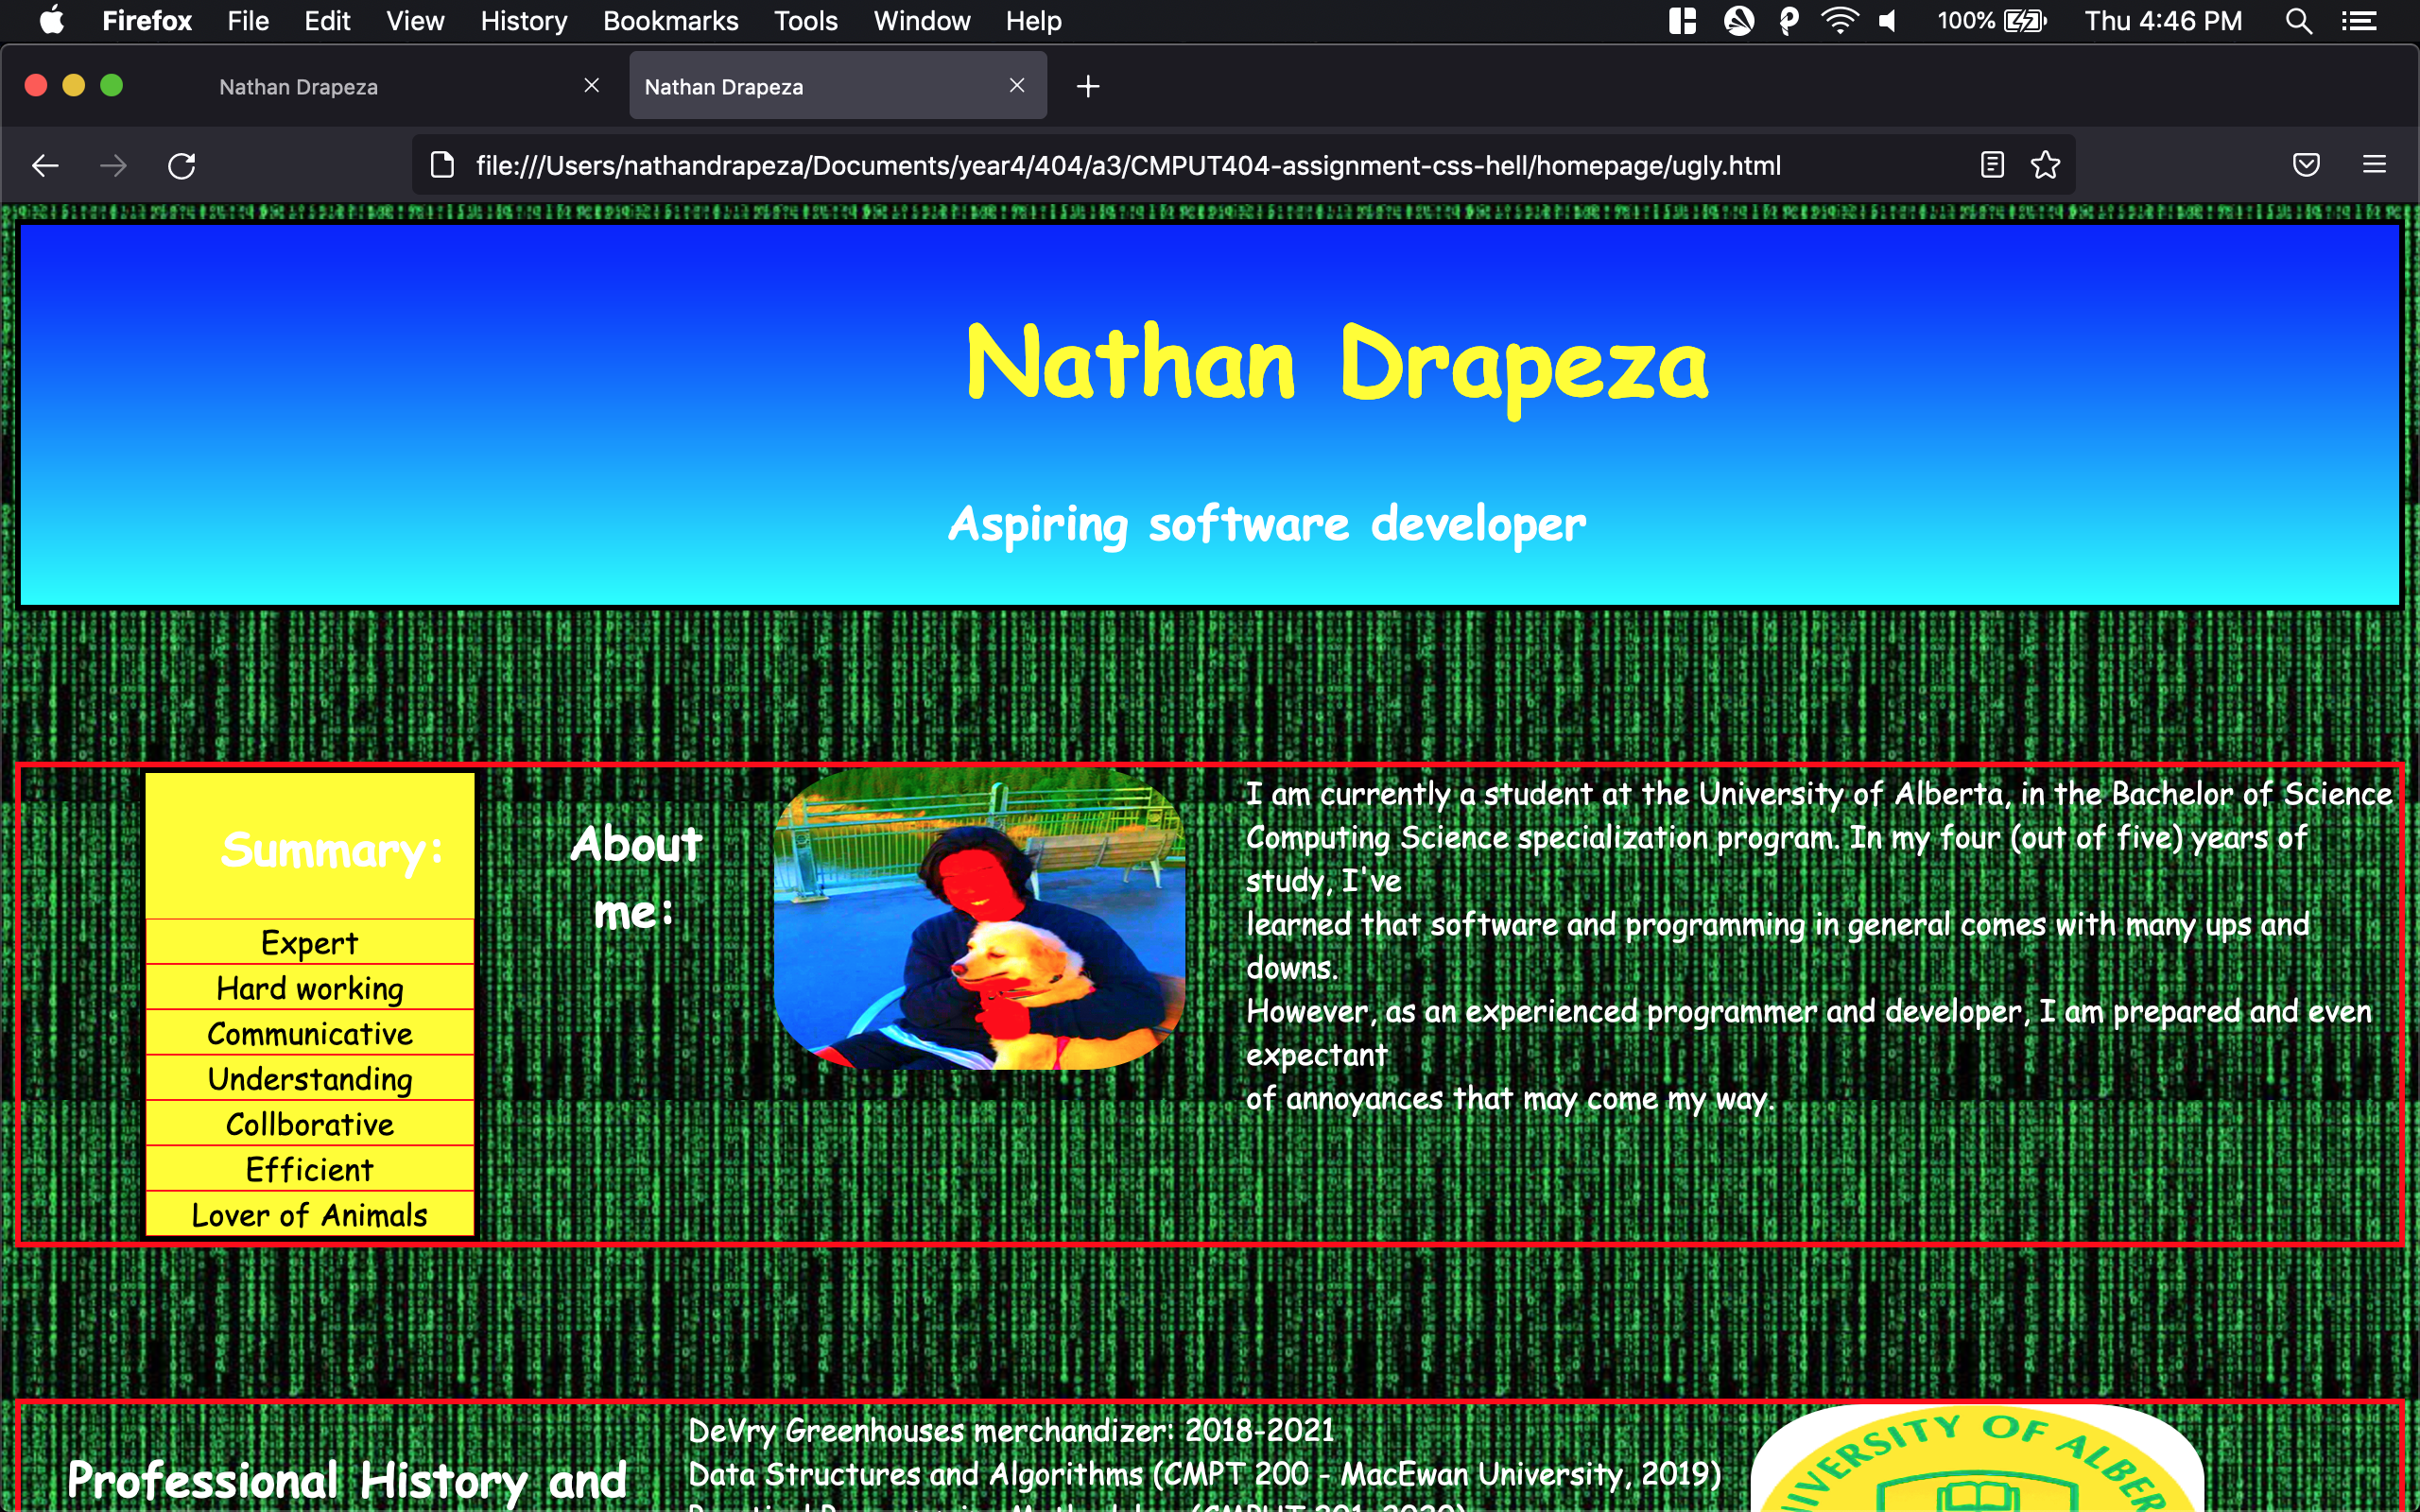 Firefox File Edit View History Bookmarks Tools Window Help 100% Thu 4:46 PM
Nathan Drapeza Nathan Drapeza
file:///Users/nathandrapeza/Documents/year4/404/a3/CMPUT404-assignment-css-hell/homepage/ugly.html
Nathan Drapeza
Aspiring software developer
Summary:
Expert
Hard working
Communicative
Understanding
Collborative
Efficient
Lover of Animals
About
me:
I am currently a student at the University of Alberta, in the Bachelor of Science
Computing Science specialization program. In my four (out of five) years of
study, I've
learned that software and programming in general comes with many ups and
downs.
However, as an experienced programmer and developer, I am prepared and even
expectant
of annoyances that may come my way.
Professional History and
DeVry Greenhouses merchandizer: 2018-2021
Data Structures and Algorithms (CMPT 200 - MacEwan University, 2019)
UNIVERSITY OF ALBER